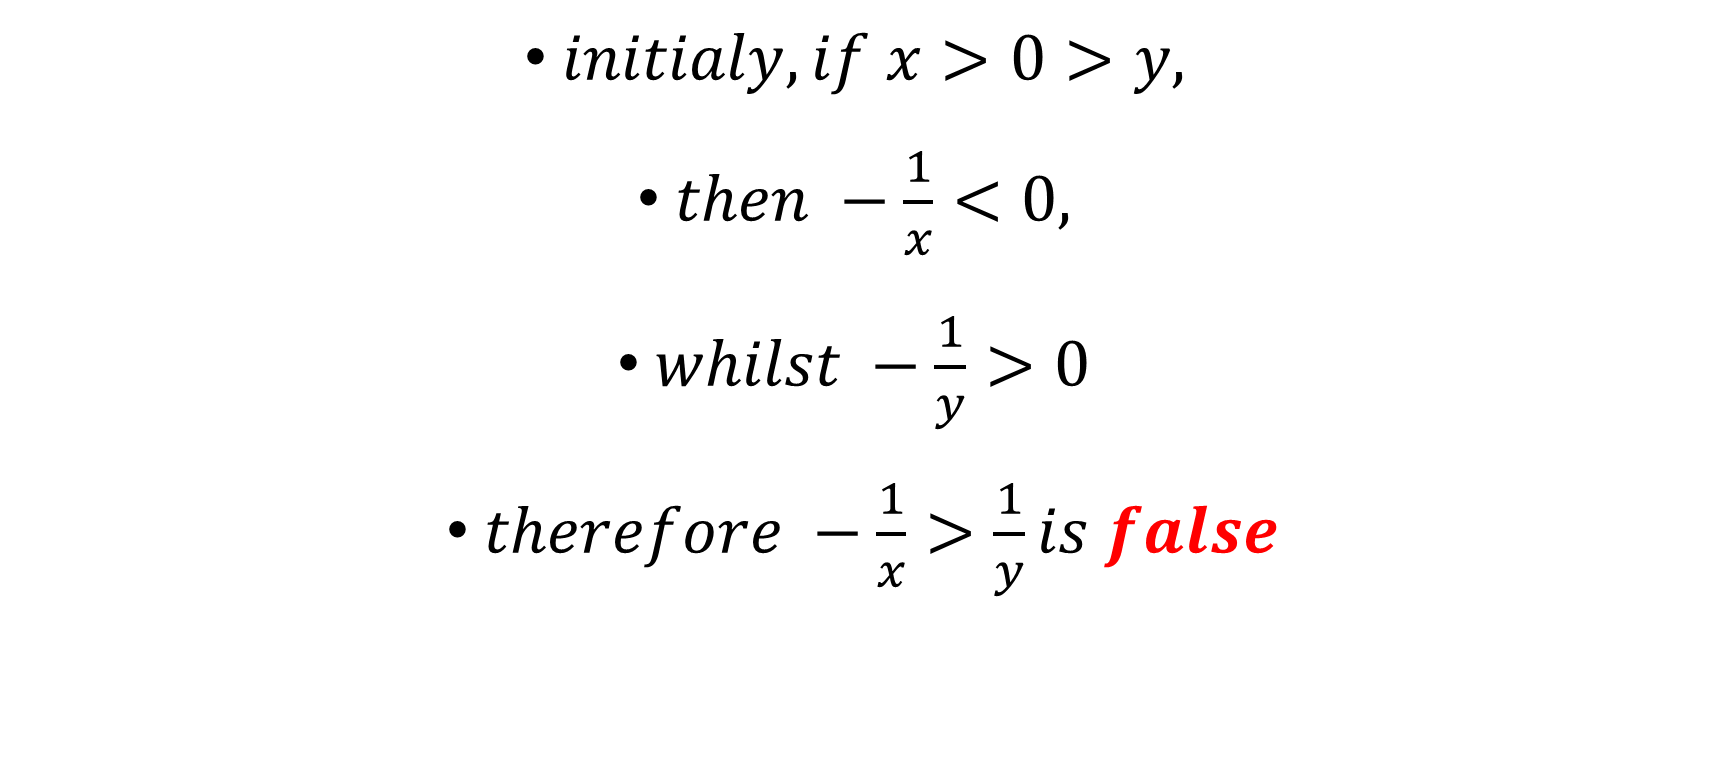 • initialy, if x > 0 > y,
• then −1/x < 0,
• whilst −1/y > 0
• therefore −1/x > 1/y is false